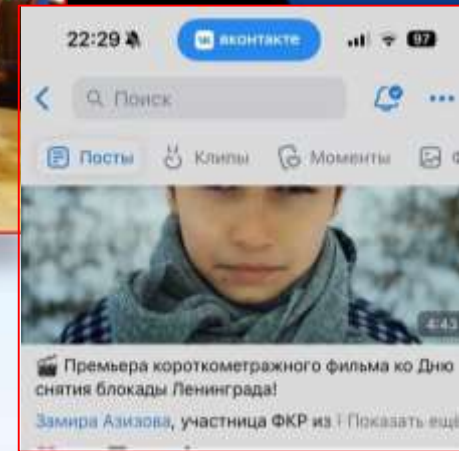 22:29
вконтакте
97
Поиск
Посты Клипы Моменты Ф
4:43
🎬 Премьера короткометражного фильма ко Дню
снятия блокады Ленинграда!
Замира Азизова, участница ФКР из Показать ещё